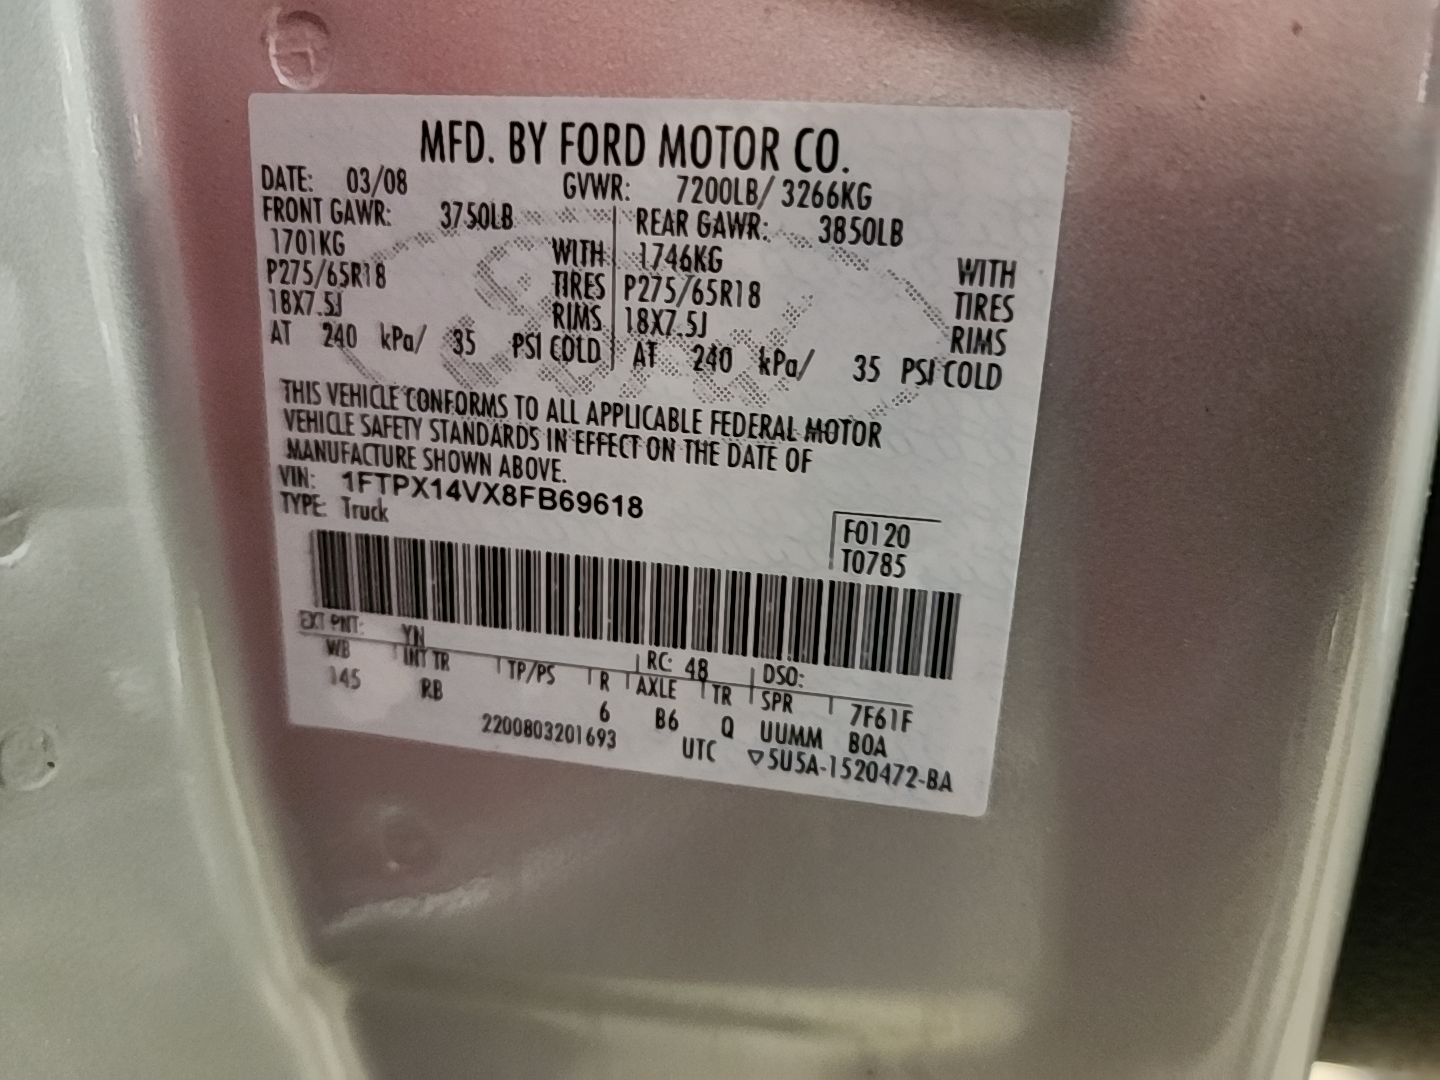 MFD. BY FORD MOTOR CO.
DATE: 03/08 GVWR: 7200LB/ 3266KG
FRONT GAWR: 3750LB REAR GAWR: 3850LB
1701KG WITH 1746KG WITH
P275/65R18 TIRES P275/65R18 TIRES
18X7.5J RIMS 18X7.5J RIMS
AT 240 kPa/ 35 PSI COLD AT 240 kPa/ 35 PSI COLD
THIS VEHICLE CONFORMS TO ALL APPLICABLE FEDERAL MOTOR
VEHICLE SAFETY STANDARDS IN EFFECT ON THE DATE OF
MANUFACTURE SHOWN ABOVE.
VIN: 1FTPX14VX8FB69618
TYPE: Truck
F0120
T0785
EXT PNT: YN RC: 48 DSO:
WB INT TR TP/PS R AXLE TR SPR 7F61F
145 RB 6 B6 Q UUMM BOA
2200803201693 UTC ▽5U5A-1520472-BA